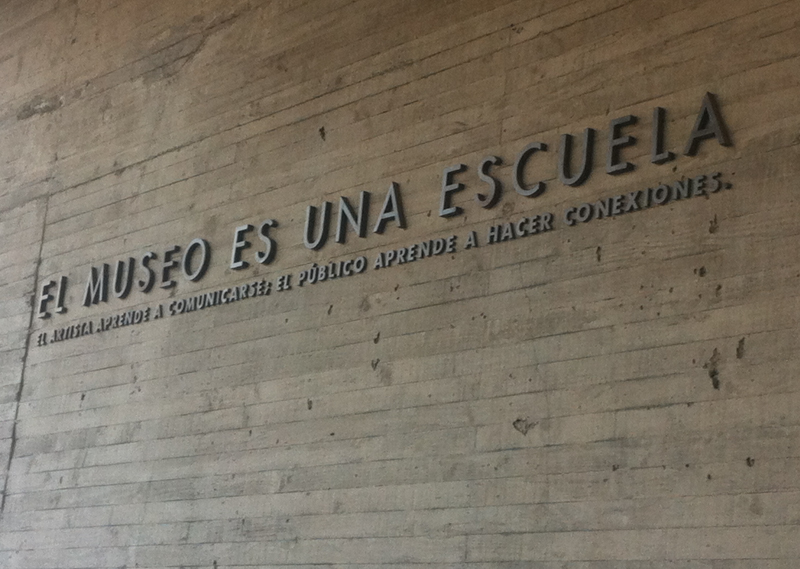 EL MUSEO ES UNA ESCUELA
EL ARTISTA APRENDE A COMUNICARSE; EL PÚBLICO APRENDE A HACER CONEXIONES.